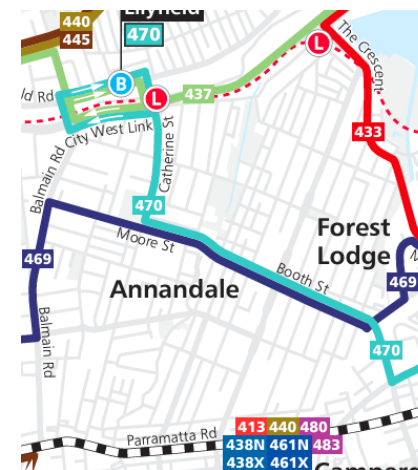 440
445
Lilyfield
470
B
L
L
The Crescent
ld Rd
437
City West Link
Catherine St
433
Balmain Rd
470
Moore St
Forest
Lodge
469
Annandale
Booth St
469
M
Balmain Rd
470
Parramatta Rd
413 440 480
438N 461N 483
438X 461X